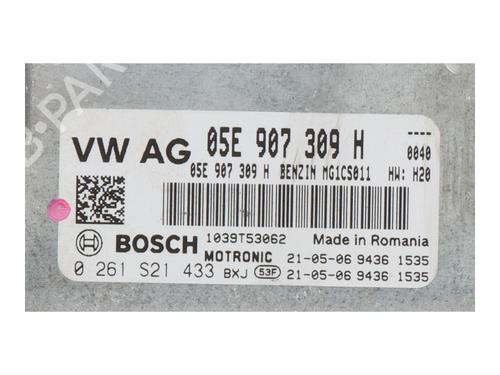 B-PART
VW AG 05E 907 309 H ----
0040
05E 907 309 H BENZIN MG1CS011 HW: H20
BOSCH 1039T53062 Made in Romania
MOTRONIC 21-05-06 9436 1535
0 261 S21 433 BXJ 53F 21-05-06 9436 1535